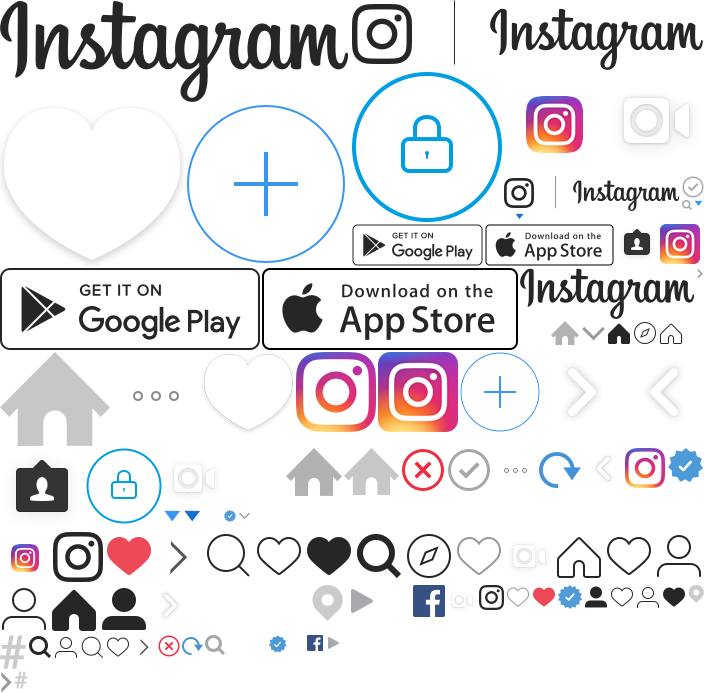 Instagram
Instagram
Instagram
GET IT ON
Google Play
Download on the
App Store
GET IT ON
Google Play
Download on the
App Store
Instagram
#
#